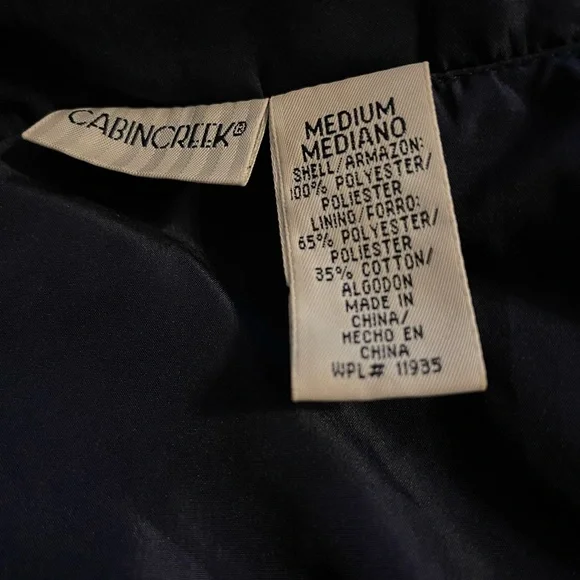 CABINCREEK®
MEDIUM
MEDIANO
SHELL/ARMAZON:
100% POLYESTER/
POLIESTER
LINING/FORRO:
65% POLYESTER/
POLIESTER
35% COTTON/
ALGODON
MADE IN
CHINA/
HECHO EN
CHINA
WPL# 11935